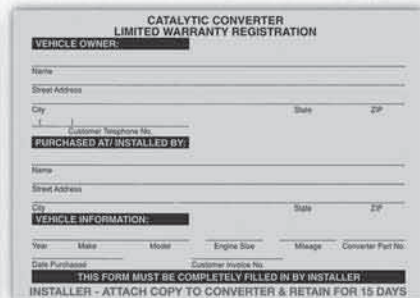 CATALYTIC CONVERTER
LIMITED WARRANTY REGISTRATION
VEHICLE OWNER:
Name
Street Address
City State ZIP
( )
Customer Telephone No.
PURCHASED AT/ INSTALLED BY:
Name
Street Address
City State ZIP
VEHICLE INFORMATION:
Year Make Model Engine Size Mileage Converter Part No.
Date Purchased Customer Invoice No.
THIS FORM MUST BE COMPLETELY FILLED IN BY INSTALLER
INSTALLER - ATTACH COPY TO CONVERTER & RETAIN FOR 15 DAYS